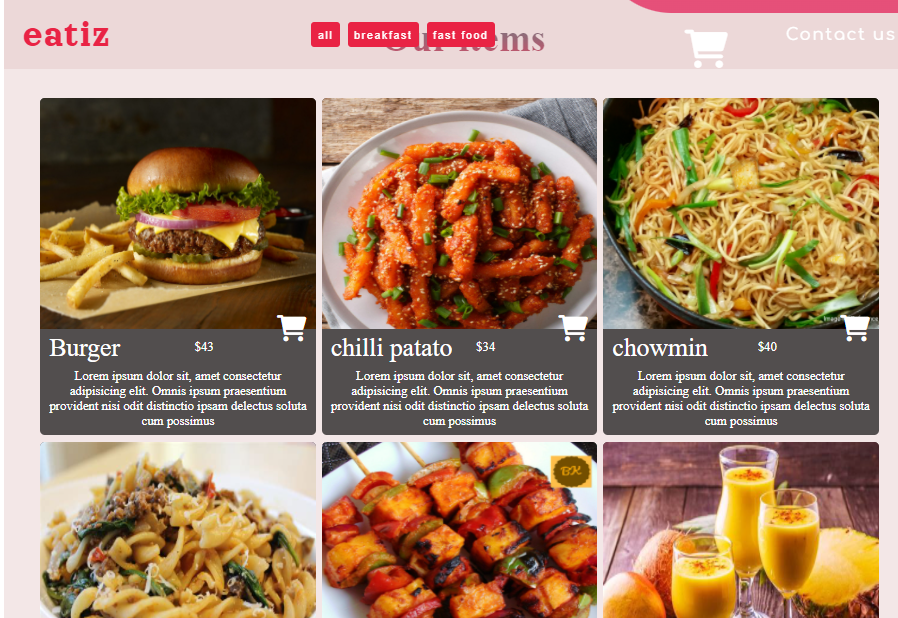 eatiz
all
breakfast
fast food
Our items
Contact us
Burger
$43
Lorem ipsum dolor sit, amet consectetur
adipisicing elit. Omnis ipsum praesentium
provident nisi odit distinctio ipsam delectus soluta
cum possimus
chilli patato
$34
Lorem ipsum dolor sit, amet consectetur
adipisicing elit. Omnis ipsum praesentium
provident nisi odit distinctio ipsam delectus soluta
cum possimus
chowmin
$40
Lorem ipsum dolor sit, amet consectetur
adipisicing elit. Omnis ipsum praesentium
provident nisi odit distinctio ipsam delectus soluta
cum possimus
BK